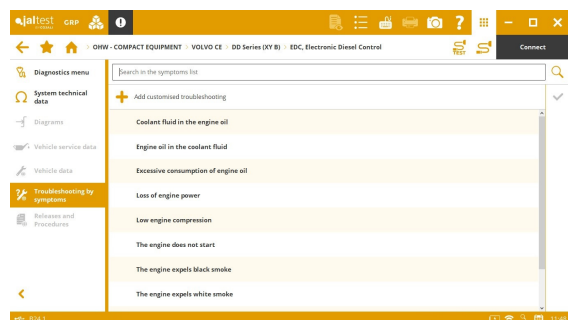 jaltest GRP
OHW - COMPACT EQUIPMENT VOLVO CE DD Series (XY B) EDC, Electronic Diesel Control
TEST
Connect
Diagnostics menu
System technical data
Diagrams
Vehicle service data
Vehicle data
Troubleshooting by symptoms
Releases and Procedures
Search in the symptoms list
Add customised troubleshooting
Coolant fluid in the engine oil
Engine oil in the coolant fluid
Excessive consumption of engine oil
Loss of engine power
Low engine compression
The engine does not start
The engine expels black smoke
The engine expels white smoke